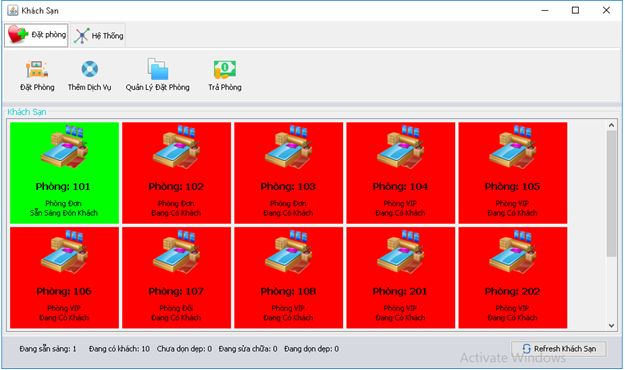 Khách Sạn
Đặt phòng
Hệ Thống
Đặt Phòng
Thêm Dịch Vụ
Quản Lý Đặt Phòng
Trả Phòng
Khách Sạn
Phòng: 101
Phòng Đơn
Sẵn Sàng Đón Khách
Phòng: 102
Phòng Đơn
Đang Có Khách
Phòng: 103
Phòng Đơn
Đang Có Khách
Phòng: 104
Phòng VIP
Đang Có Khách
Phòng: 105
Phòng VIP
Đang Có Khách
Phòng: 106
Phòng VIP
Đang Có Khách
Phòng: 107
Phòng Đôi
Đang Có Khách
Phòng: 108
Phòng VIP
Đang Có Khách
Phòng: 201
Phòng VIP
Đang Có Khách
Phòng: 202
Phòng VIP
Đang Có Khách
Đang sẵn sàng: 1 Đang có khách: 10 Chưa dọn dẹp: 0 Đang sửa chữa: 0 Đang dọn dẹp: 0
Refresh Khách Sạn
Activate Windows